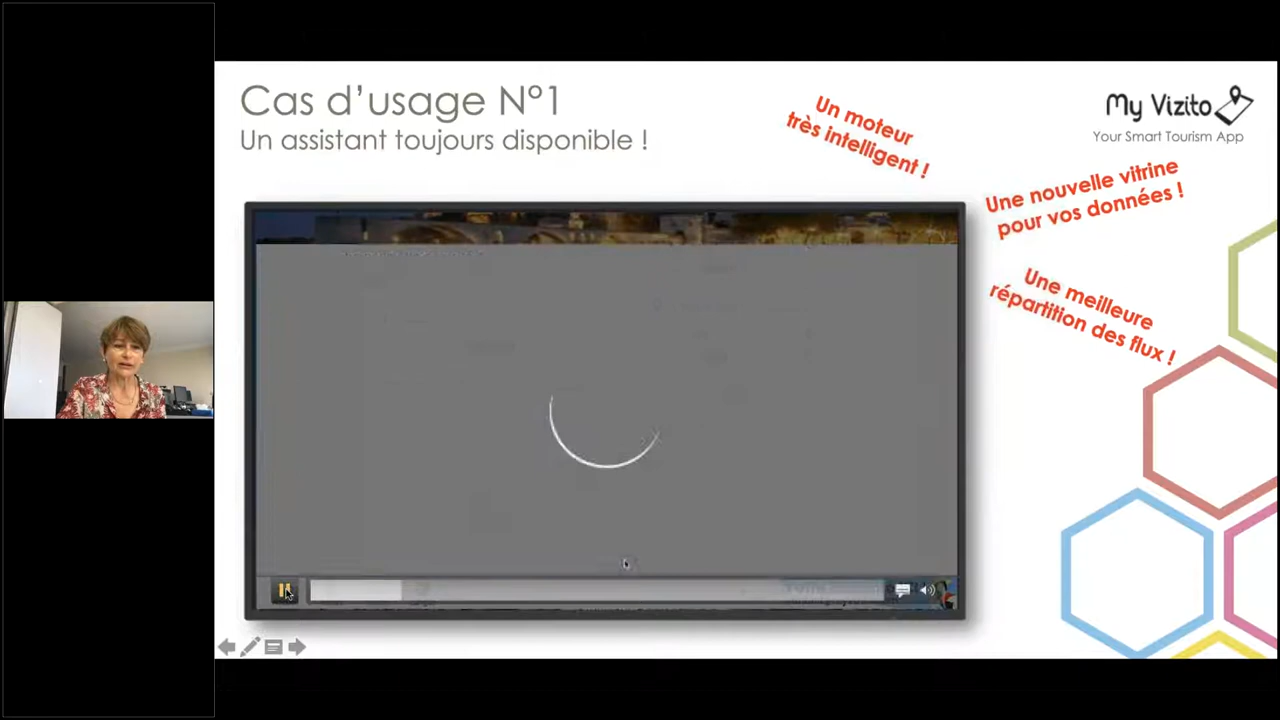 Cas d'usage N°1
Un assistant toujours disponible !
Un moteur
très intelligent !
My Vizito
Your Smart Tourism App
Une nouvelle vitrine
pour vos données !
Une meilleure
répartition des flux !